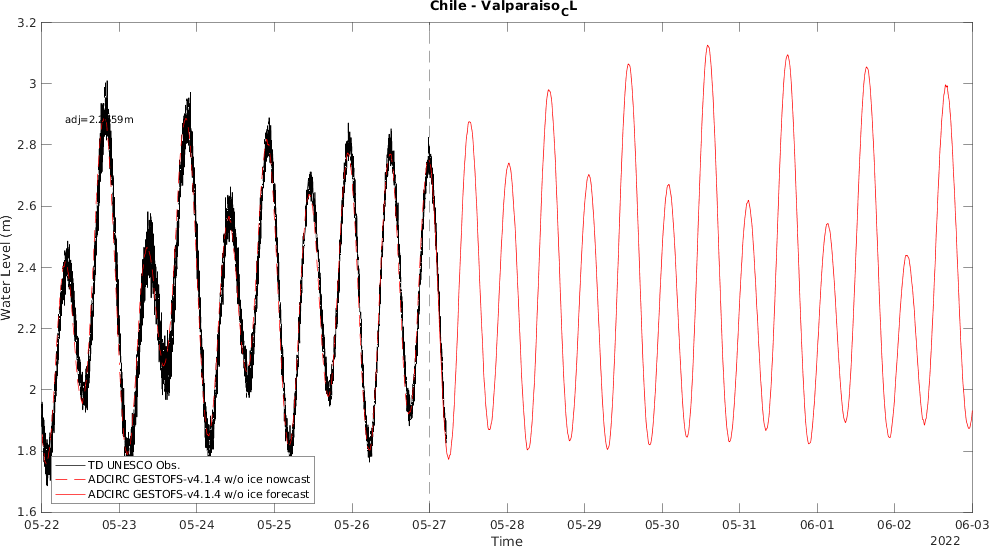 Chile - Valparaiso_CL
3.2
3
2.8
2.6
2.4
2.2
2
1.8
1.6
Water Level (m)
TD UNESCO Obs.
ADCIRC GESTOFS-v4.1.4 w/o ice nowcast
ADCIRC GESTOFS-v4.1.4 w/o ice forecast
05-22 05-23 05-24 05-25 05-26 05-27 05-28 05-29 05-30 05-31 06-01 06-02 06-03
Time
2022